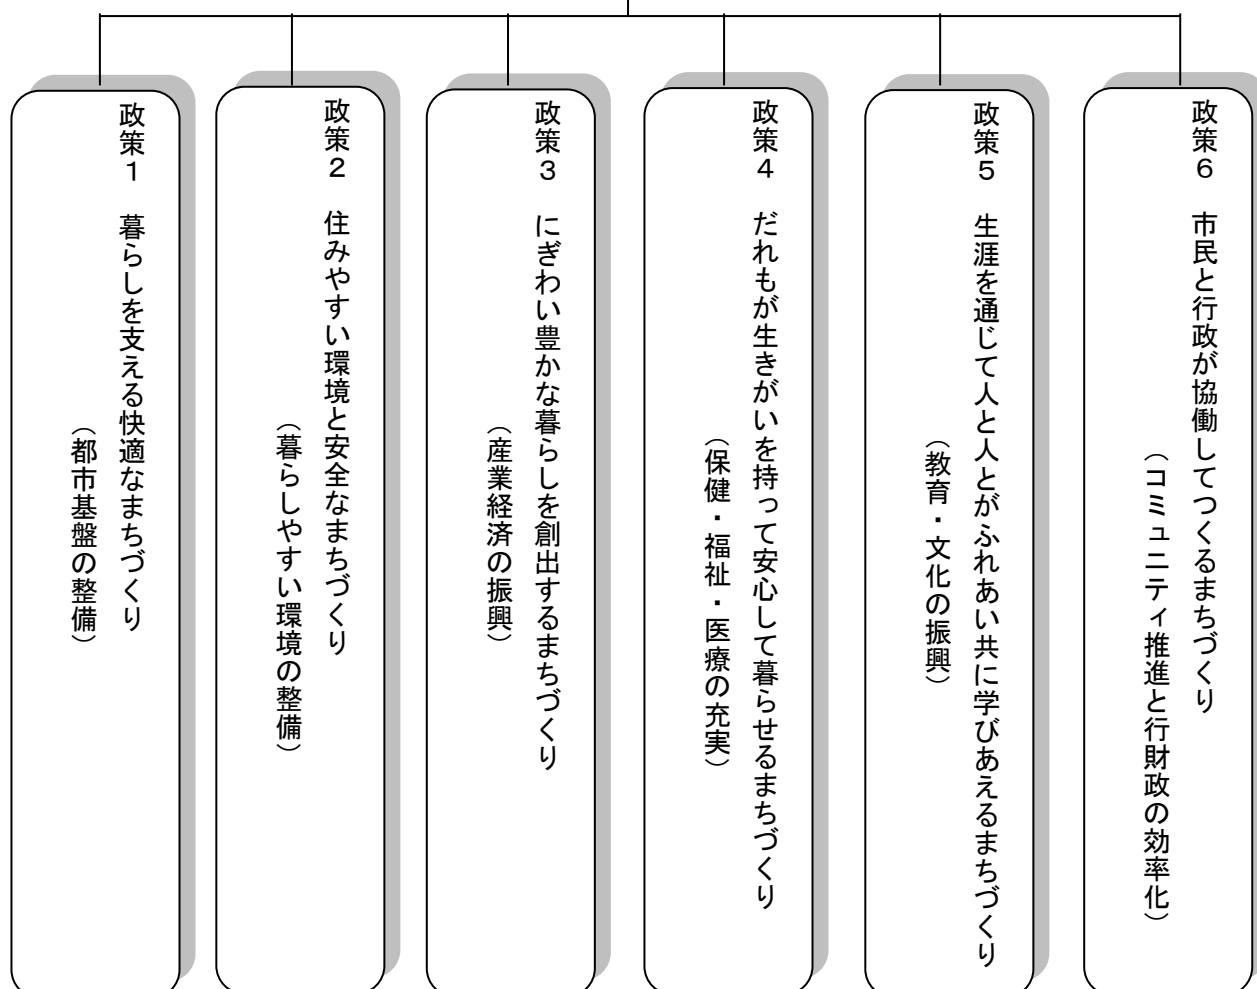 政策１　暮らしを支える快適なまちづくり
（都市基盤の整備）
政策２　住みやすい環境と安全なまちづくり
（暮らしやすい環境の整備）
政策３　にぎわい豊かな暮らしを創出するまちづくり
（産業経済の振興）
政策４　だれもが生きがいを持って安心して暮らせるまちづくり
（保健・福祉・医療の充実）
政策５　生涯を通じて人と人とがふれあい共に学びあえるまちづくり
（教育・文化の振興）
政策６　市民と行政が協働してつくるまちづくり
（コミュニティ推進と行財政の効率化）